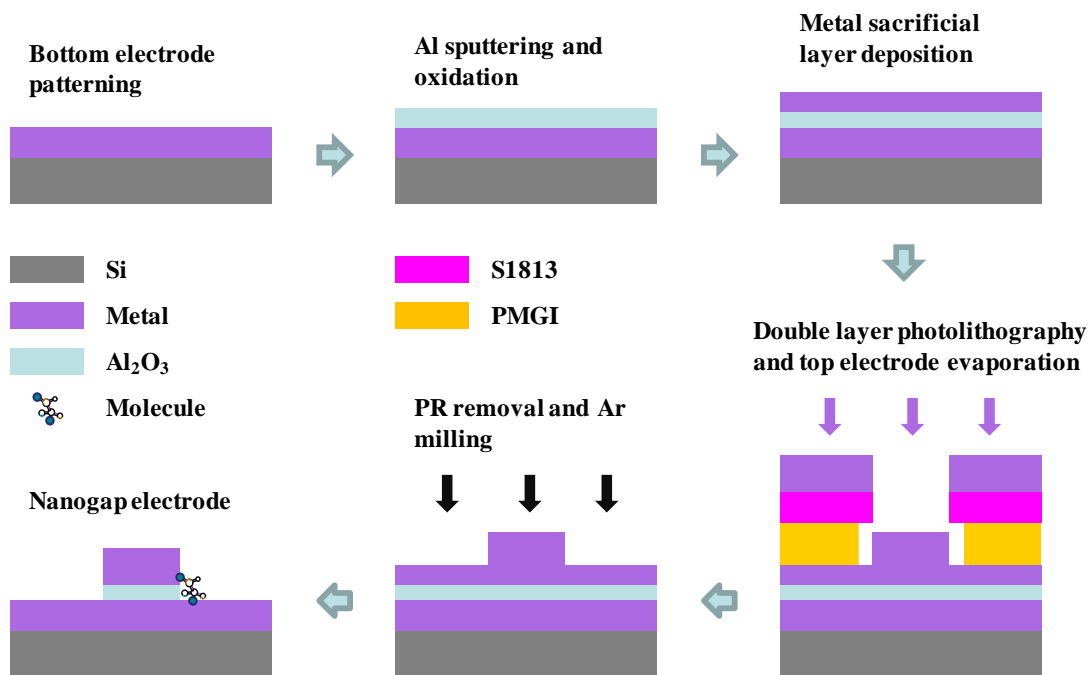 Bottom electrode
patterning
Al sputtering and
oxidation
Metal sacrificial
layer deposition
Si
Metal
Al₂O₃
Molecule
S1813
PMGI
Double layer photolithography
and top electrode evaporation
PR removal and Ar
milling
Nanogap electrode